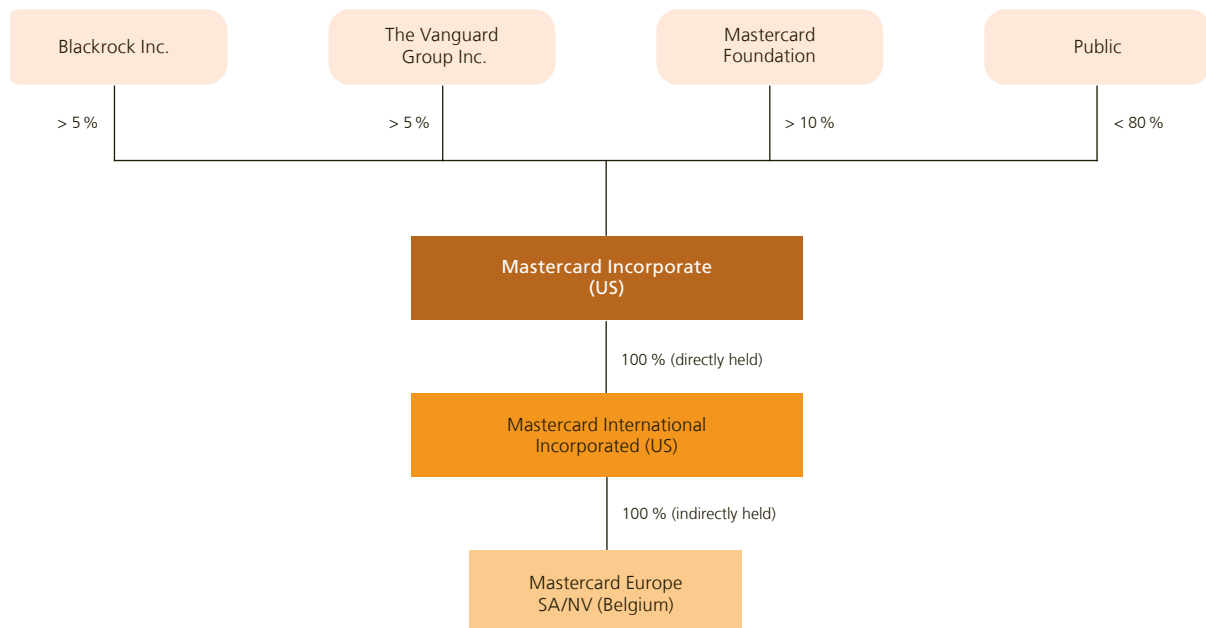 Blackrock Inc.
The Vanguard
Group Inc.
Mastercard
Foundation
Public
> 5 %
> 5 %
> 10 %
< 80 %
Mastercard Incorporate
(US)
100 % (directly held)
Mastercard International
Incorporated (US)
100 % (indirectly held)
Mastercard Europe
SA/NV (Belgium)